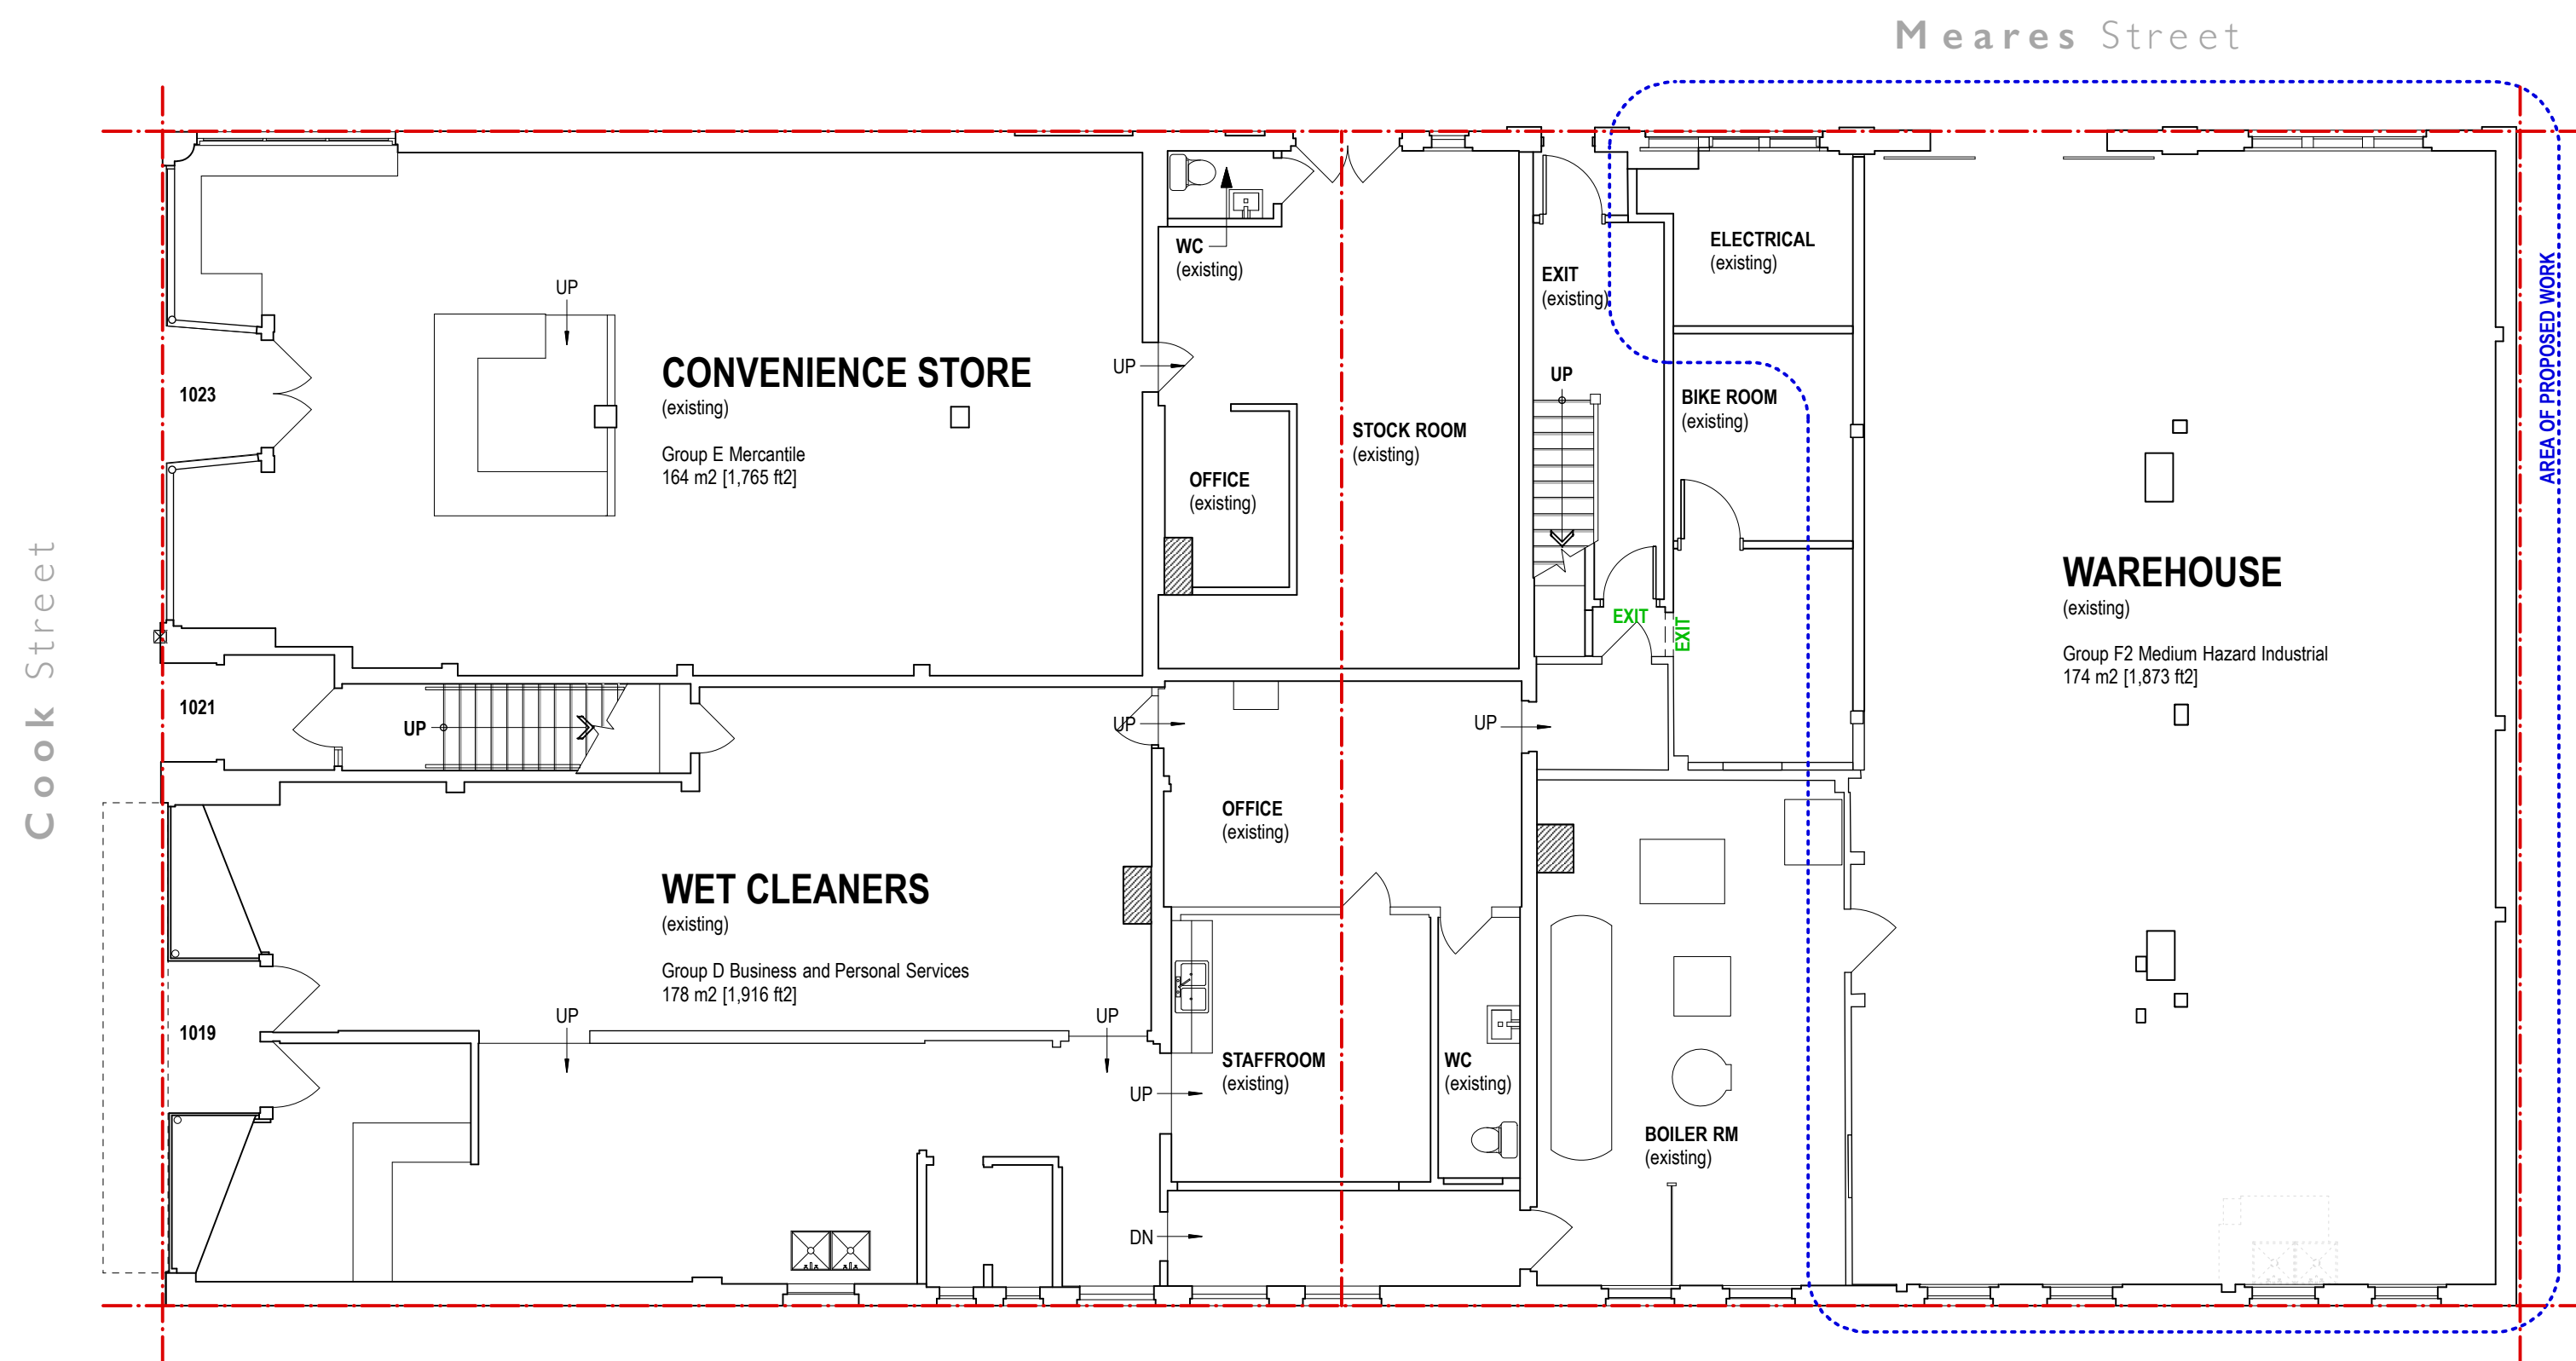 Meares Street
WC
(existing)
ELECTRICAL
(existing)
EXIT
(existing)
UP
CONVENIENCE STORE
(existing)
Group E Mercantile
164 m2 [1,765 ft2]
UP
1023
UP
BIKE ROOM
(existing)
STOCK ROOM
(existing)
OFFICE
(existing)
AREA OF PROPOSED WORK
WAREHOUSE
(existing)
Group F2 Medium Hazard Industrial
174 m2 [1,873 ft2]
EXIT
EXIT
Cook Street
1021
UP
UP
UP
OFFICE
(existing)
WET CLEANERS
(existing)
Group D Business and Personal Services
178 m2 [1,916 ft2]
UP
UP
1019
STAFFROOM
(existing)
WC
(existing)
UP
BOILER RM
(existing)
DN